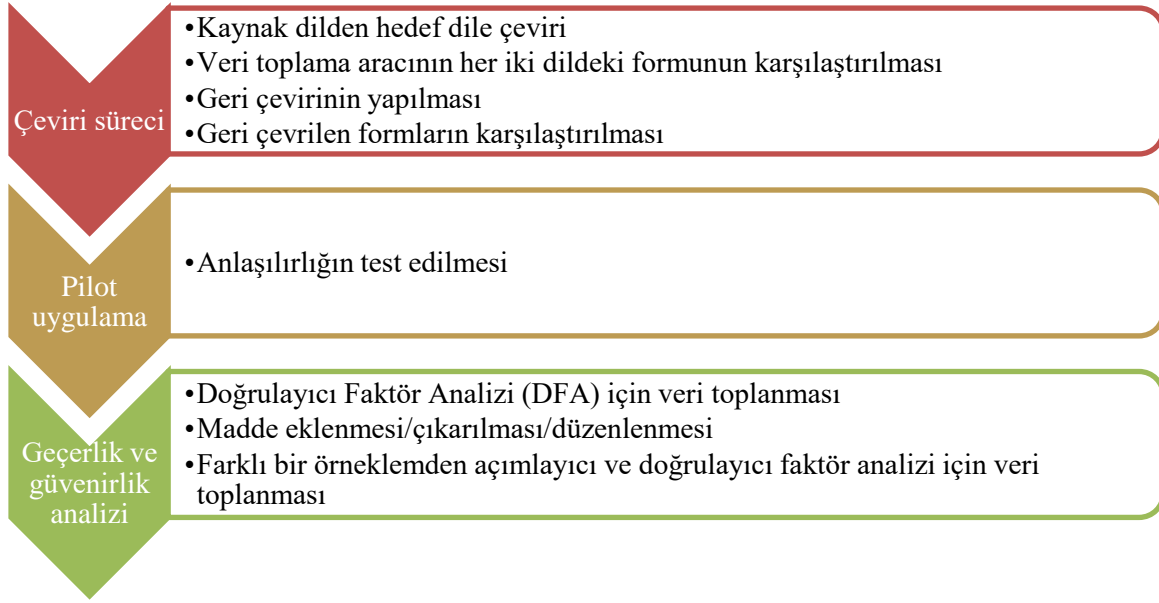 Çeviri süreci
•Kaynak dilden hedef dile çeviri
•Veri toplama aracının her iki dildeki formunun karşılaştırılması
•Geri çevirinin yapılması
•Geri çevrilen formların karşılaştırılması
Pilot
uygulama
•Anlaşılırlığın test edilmesi
Geçerlik ve
güvenirlik
analizi
•Doğrulayıcı Faktör Analizi (DFA) için veri toplanması
•Madde eklenmesi/çıkarılması/düzenlenmesi
•Farklı bir örneklemden açımlayıcı ve doğrulayıcı faktör analizi için veri
toplanması